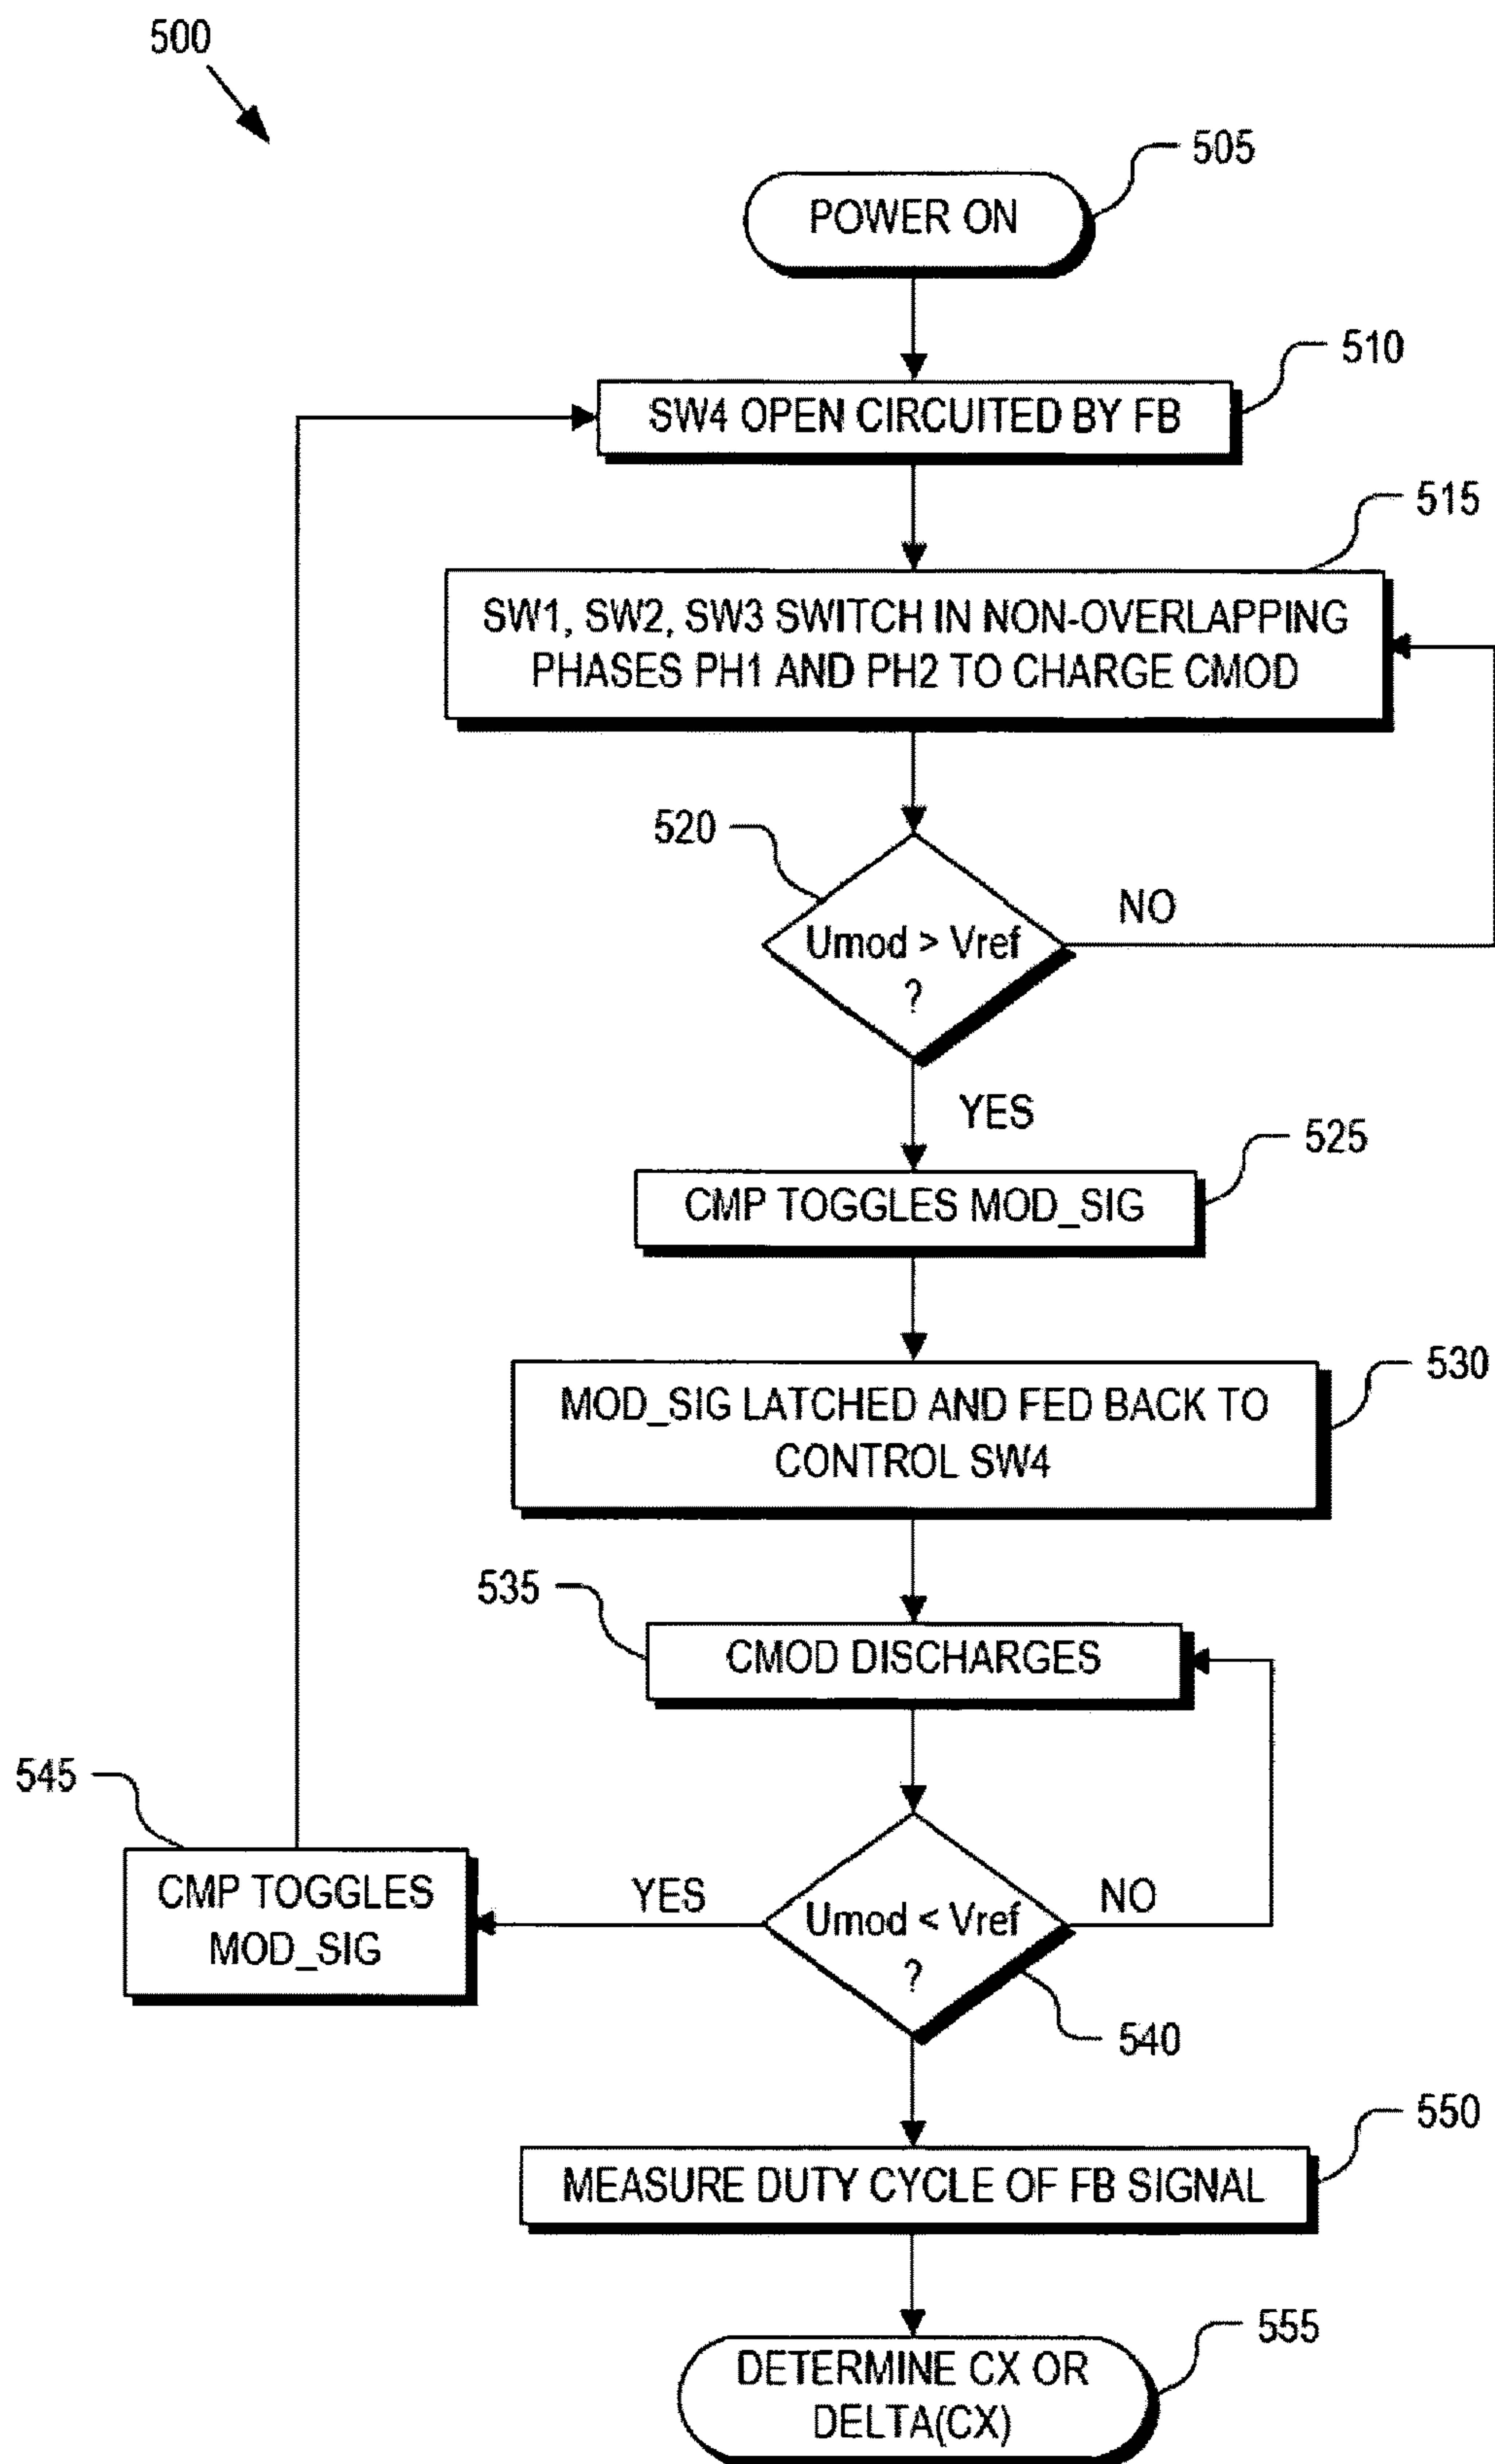 500
505
POWER ON
510
SW4 OPEN CIRCUITED BY FB
515
SW1, SW2, SW3 SWITCH IN NON-OVERLAPPING
PHASES PH1 AND PH2 TO CHARGE CMOD
520
NO
Umod > Vref
?
YES
525
CMP TOGGLES MOD_SIG
530
MOD_SIG LATCHED AND FED BACK TO
CONTROL SW4
535
CMOD DISCHARGES
545
CMP TOGGLES
MOD_SIG
YES
NO
Umod < Vref
?
540
550
MEASURE DUTY CYCLE OF FB SIGNAL
555
DETERMINE CX OR
DELTA(CX)